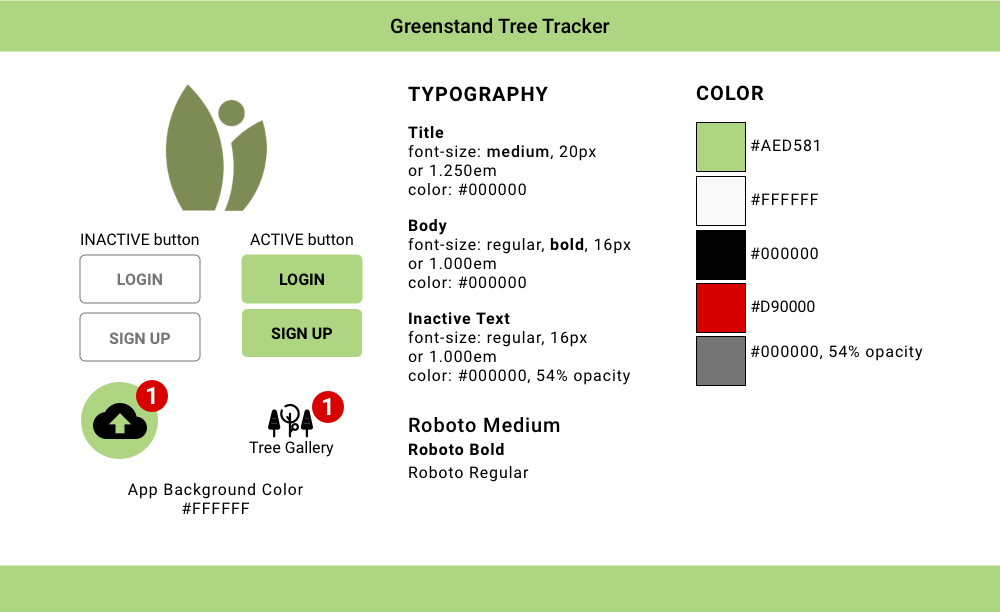 Greenstand Tree Tracker
INACTIVE button
ACTIVE button
LOGIN
LOGIN
SIGN UP
SIGN UP
1
1
Tree Gallery
App Background Color
#FFFFFF
TYPOGRAPHY
Title
font-size: medium, 20px
or 1.250em
color: #000000
Body
font-size: regular, bold, 16px
or 1.000em
color: #000000
Inactive Text
font-size: regular, 16px
or 1.000em
color: #000000, 54% opacity
Roboto Medium
Roboto Bold
Roboto Regular
COLOR
#AED581
#FFFFFF
#000000
#D90000
#000000, 54% opacity